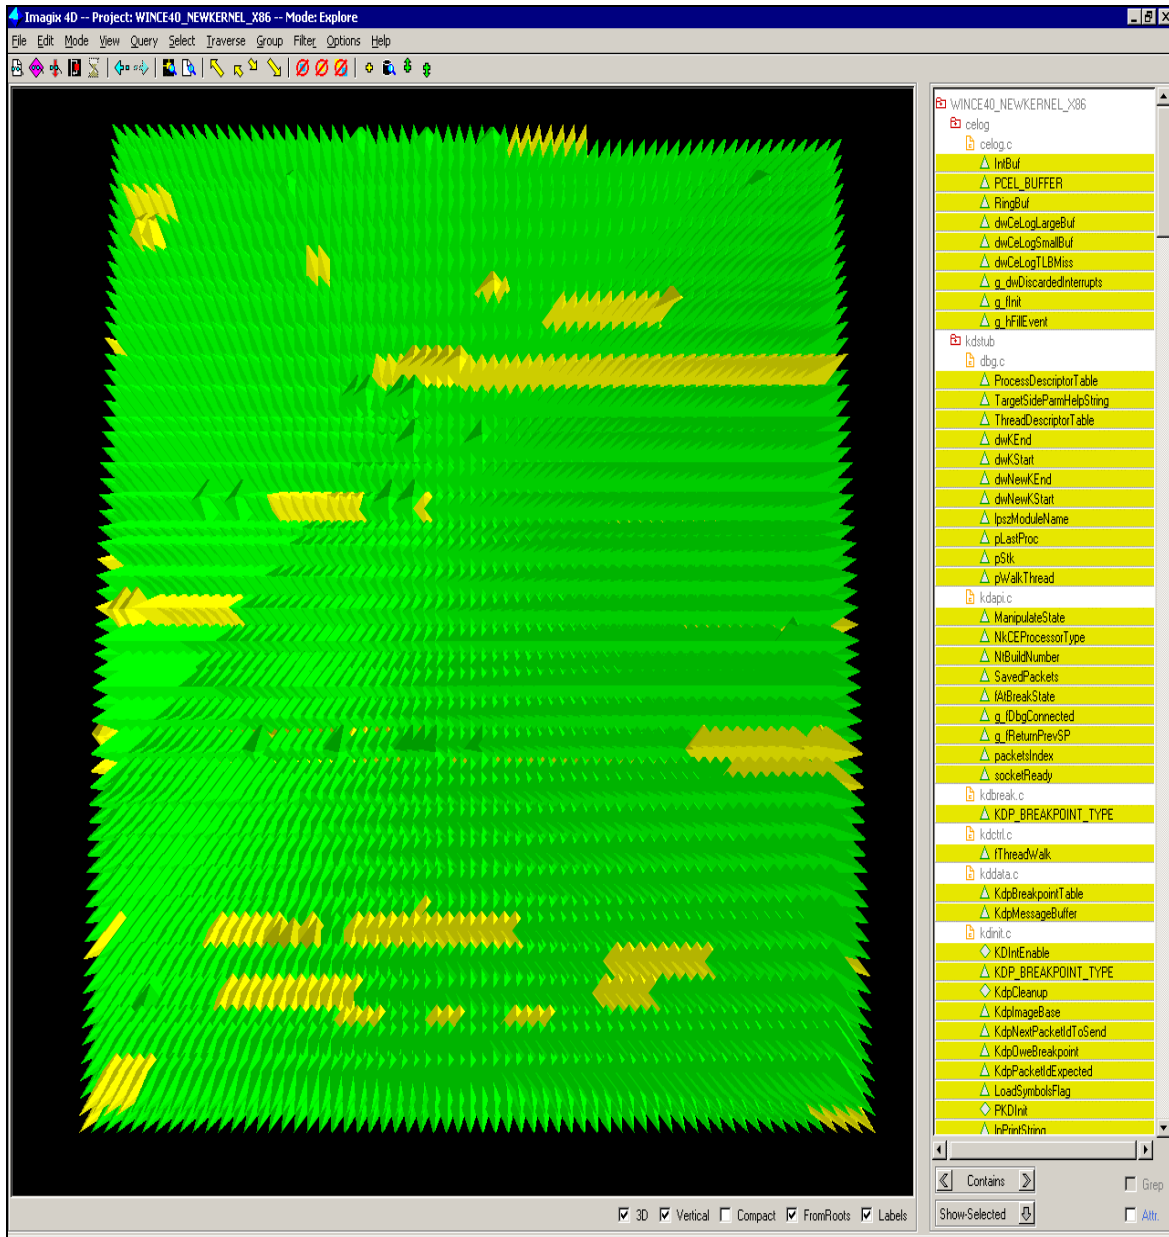 Imagix 4D -- Project: WINCE40_NEWKERNEL_X86 -- Mode: Explore
File Edit Mode View Query Select Traverse Group Filter Options Help
WINCE40_NEWKERNEL_X86
celog
celog.c
IntBuf
PCEL_BUFFER
RingBuf
dwCeLogLargeBuf
dwCeLogSmallBuf
dwCeLogTLBMiss
g_dwDiscardedInterrupts
g_fInit
g_hFillEvent
kdstub
dbg.c
ProcessDescriptorTable
TargetSideParmHelpString
ThreadDescriptorTable
dwKEnd
dwKStart
dwNewKEnd
dwNewKStart
lpszModuleName
pLastProc
pStk
pWalkThread
kdapi.c
ManipulateState
NkCEProcessorType
NtBuildNumber
SavedPackets
fAtBreakState
g_fDbgConnected
g_fReturnPrevSP
packetsIndex
socketReady
kdbreak.c
KDP_BREAKPOINT_TYPE
kdctrl.c
fThreadWalk
kddata.c
KdpBreakpointTable
KdpMessageBuffer
kdinit.c
KDIntEnable
KDP_BREAKPOINT_TYPE
KdpCleanup
KdpImageBase
KdpNextPacketIdToSend
KdpOweBreakpoint
KdpPacketIdExpected
LoadSymbolsFlag
PKDInit
lpPrintString
Contains
Grep
3D Vertical Compact FromRoots Labels
Show-Selected
Attr.